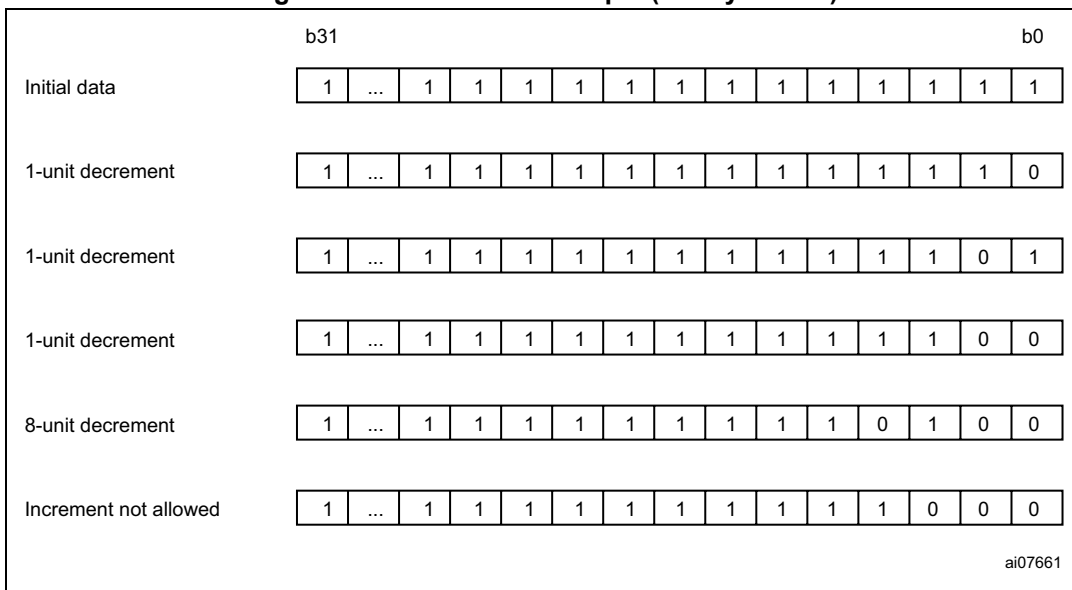 b31 b0
Initial data 1 ... 1 1 1 1 1 1 1 1 1 1 1 1 1
1-unit decrement 1 ... 1 1 1 1 1 1 1 1 1 1 1 1 0
1-unit decrement 1 ... 1 1 1 1 1 1 1 1 1 1 1 0 1
1-unit decrement 1 ... 1 1 1 1 1 1 1 1 1 1 1 0 0
8-unit decrement 1 ... 1 1 1 1 1 1 1 1 1 0 1 0 0
Increment not allowed 1 ... 1 1 1 1 1 1 1 1 1 1 0 0 0
ai07661